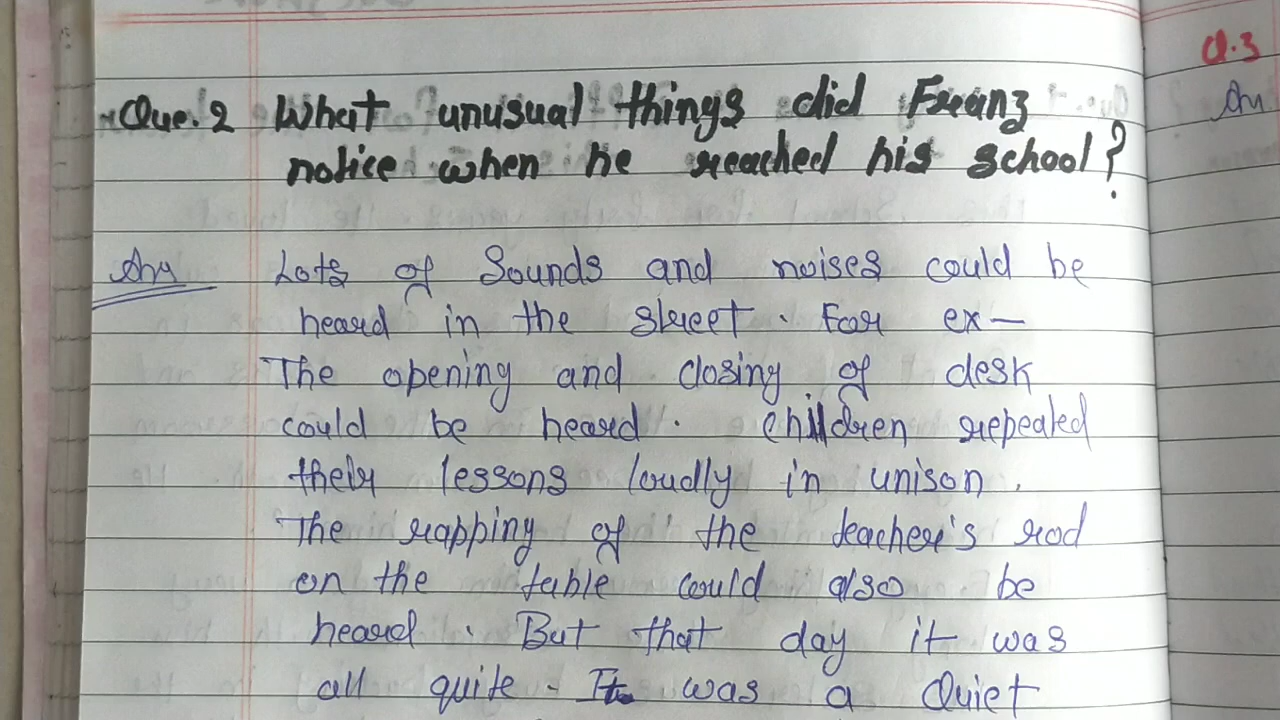 Que. 2 What unusual things did Franz
notice when he reached his school?
Ans Lots of Sounds and noises could be
heard in the street. For ex—
The opening and closing of desk
could be heard. children repeated
their lessons loudly in unison.
The rapping of the teacher's rod
on the table could also be
heard. But that day it was
all quite. It was a Quiet
Q.3
An